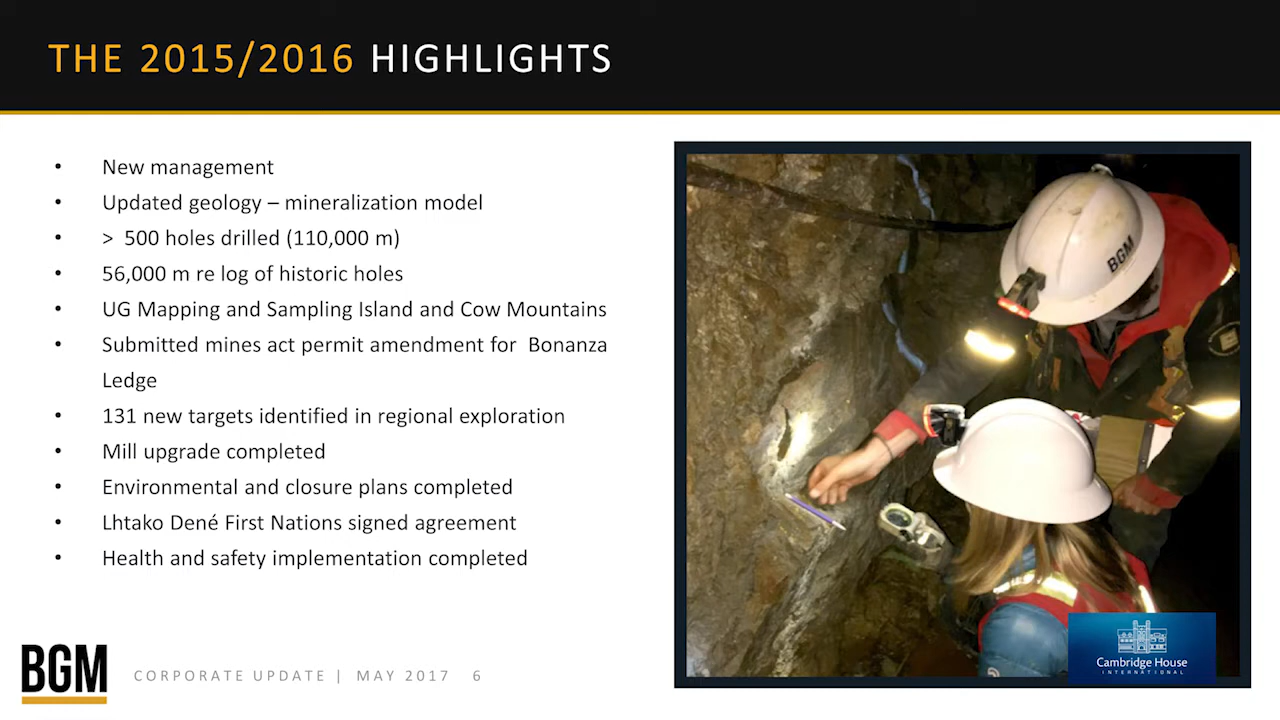 THE 2015/2016 HIGHLIGHTS
• New management
• Updated geology – mineralization model
• > 500 holes drilled (110,000 m)
• 56,000 m re log of historic holes
• UG Mapping and Sampling Island and Cow Mountains
• Submitted mines act permit amendment for Bonanza
Ledge
• 131 new targets identified in regional exploration
• Mill upgrade completed
• Environmental and closure plans completed
• Lhtako Dené First Nations signed agreement
• Health and safety implementation completed
BGM
Cambridge House
INTERNATIONAL
BGM
CORPORATE UPDATE | MAY 2017 6